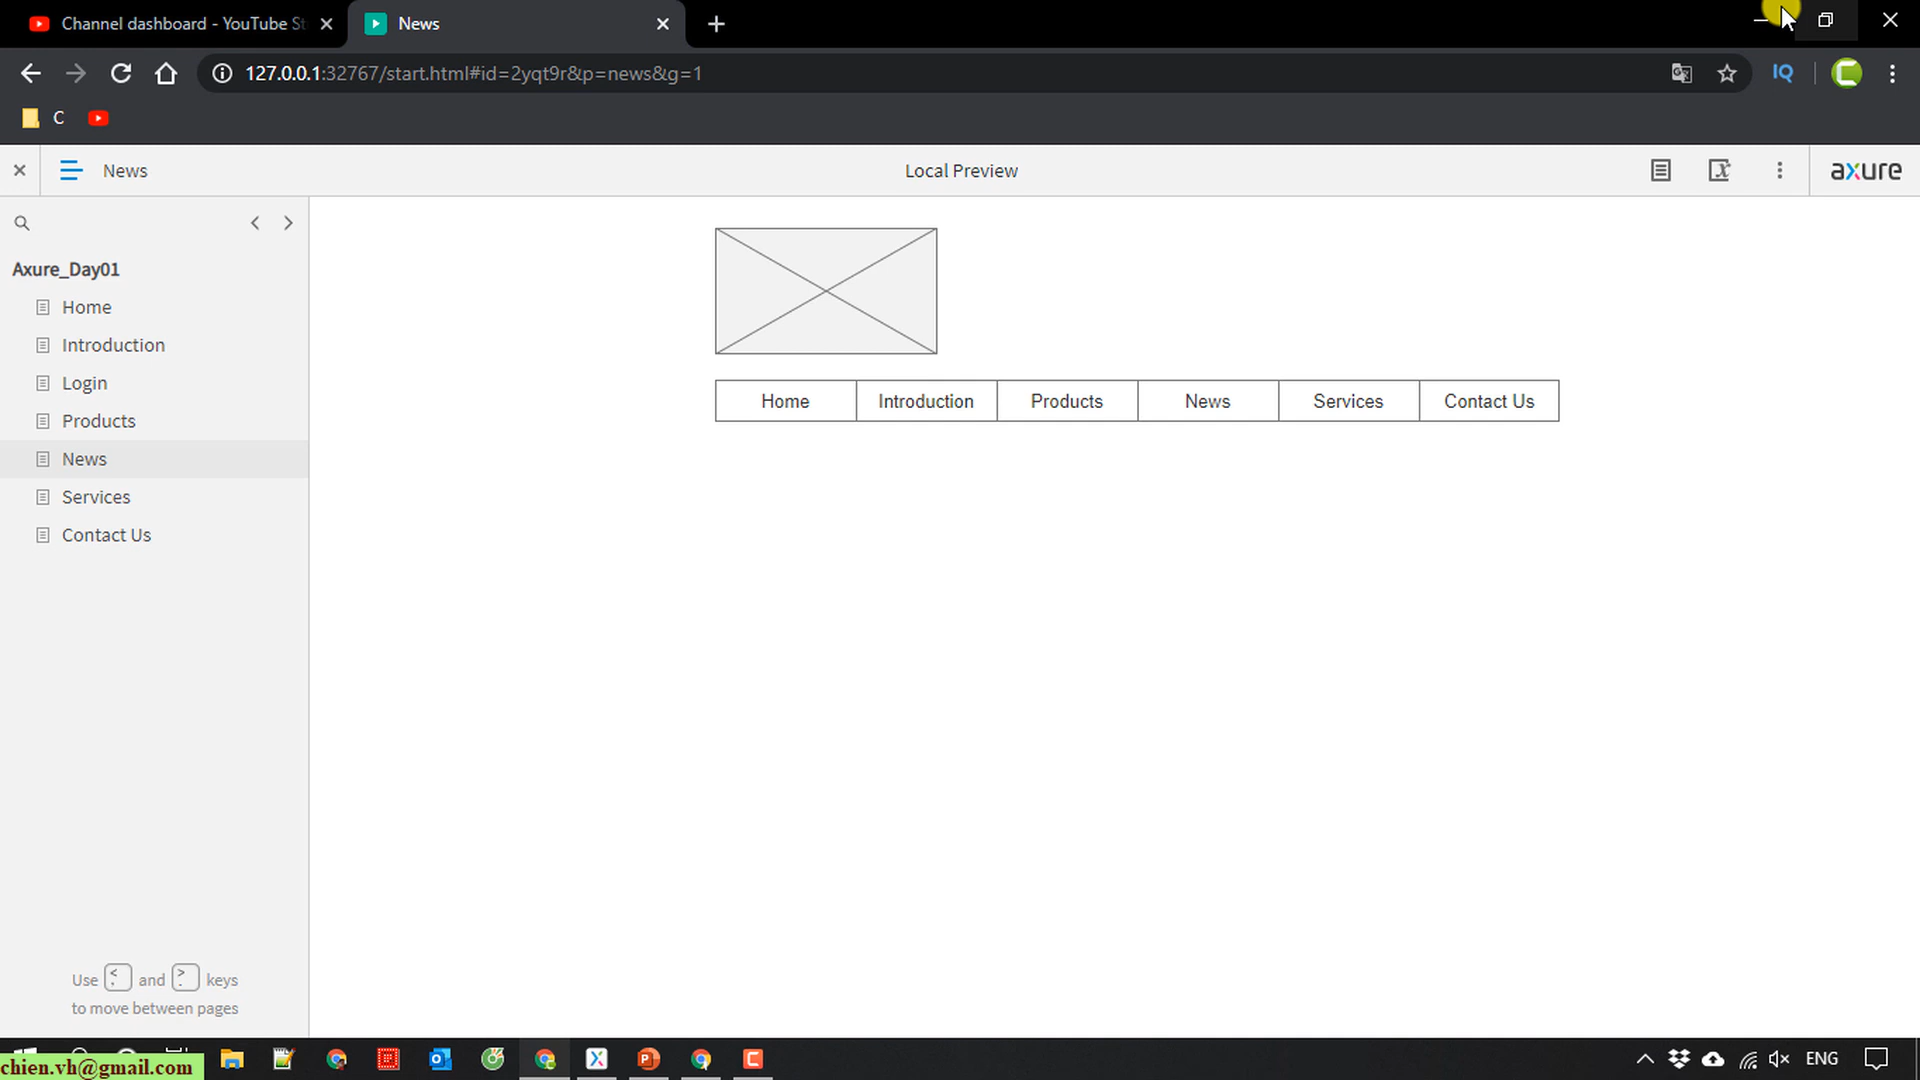 Channel dashboard - YouTube St
News
127.0.0.1:32767/start.html#id=2yqt9r&p=news&g=1
IQ
C
News
Local Preview
axure
Axure_Day01
Home
Introduction
Login
Products
News
Services
Contact Us
Home Introduction Products News Services Contact Us
Use < , and > . keys
to move between pages
chien.vh@gmail.com
ENG